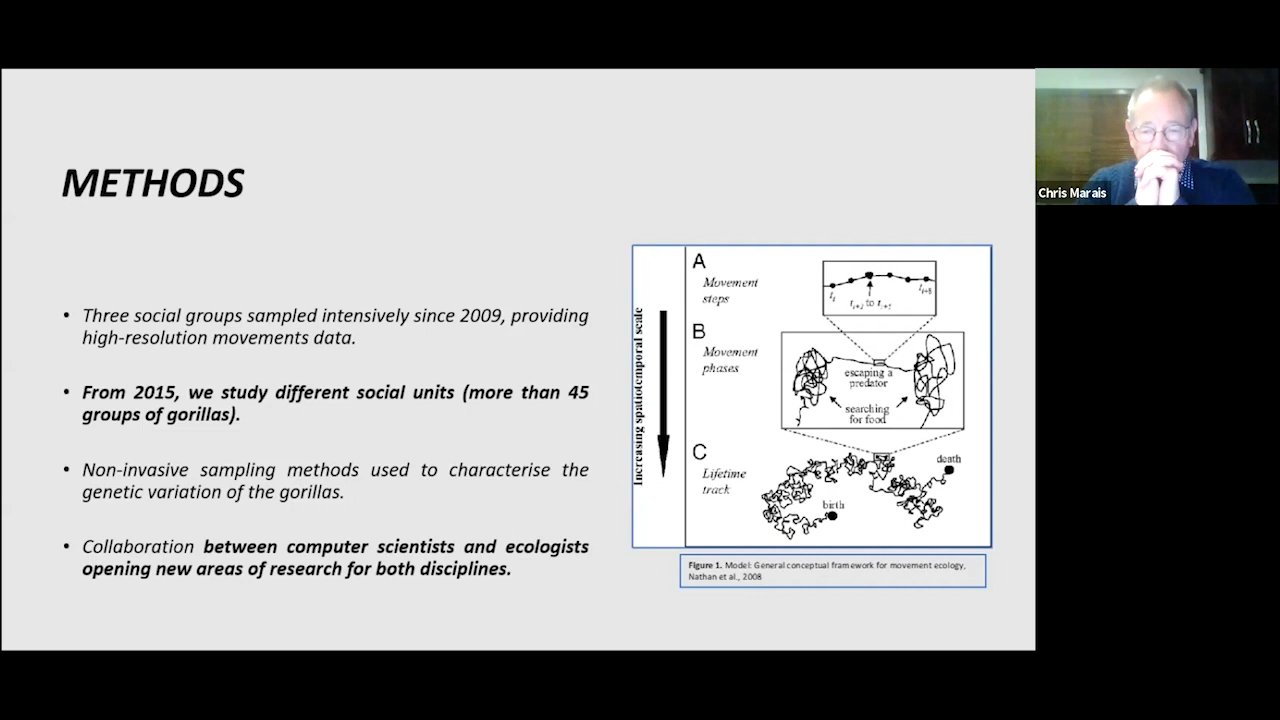 METHODS
• Three social groups sampled intensively since 2009, providing
high-resolution movements data.
• From 2015, we study different social units (more than 45
groups of gorillas).
• Non-invasive sampling methods used to characterise the
genetic variation of the gorillas.
• Collaboration between computer scientists and ecologists
opening new areas of research for both disciplines.
Increasing spatiotemporal scale
A
Movement
steps
B
Movement
phases
escaping a
predator
searching
for food
C
Lifetime
track
death
birth
Figure 1. Model: General conceptual framework for movement ecology,
Nathan et al., 2008
Chris Marais